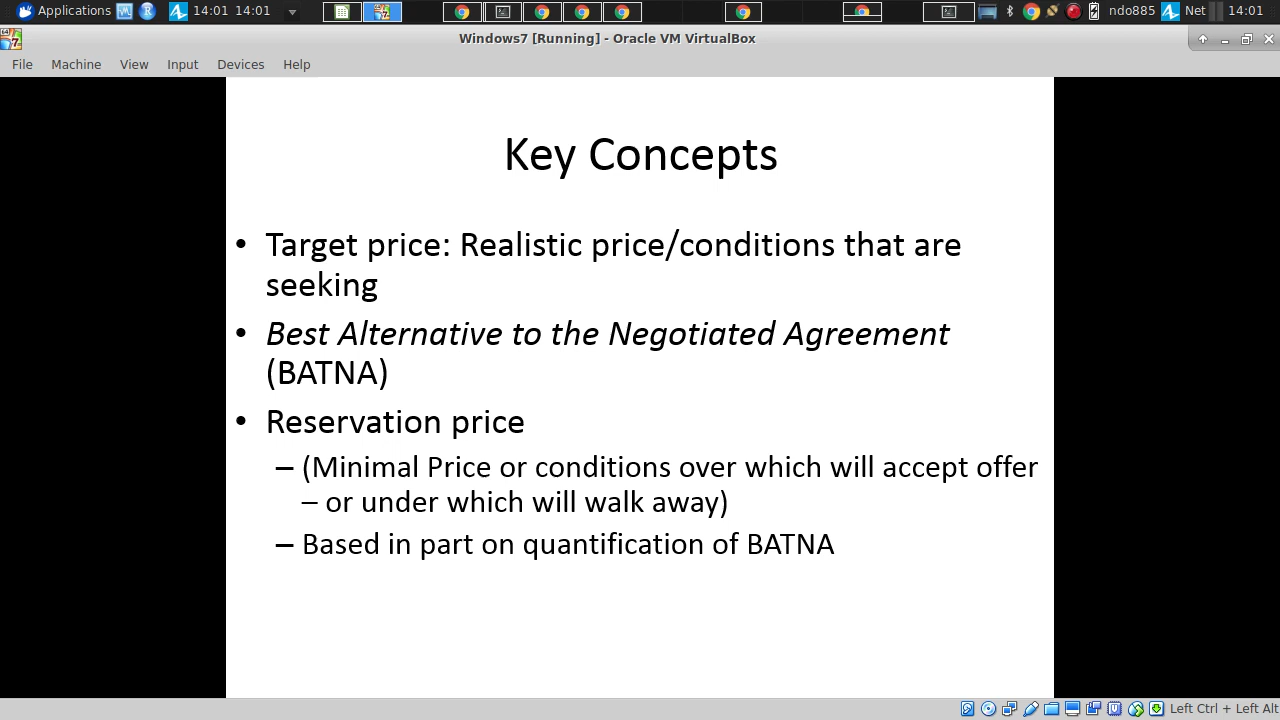 Applications 14:01 14:01 ndo885 Net 14:01
Windows7 [Running] - Oracle VM VirtualBox
File Machine View Input Devices Help
Key Concepts
• Target price: Realistic price/conditions that are
seeking
• Best Alternative to the Negotiated Agreement
(BATNA)
• Reservation price
– (Minimal Price or conditions over which will accept offer
– or under which will walk away)
– Based in part on quantification of BATNA
Left Ctrl + Left Alt